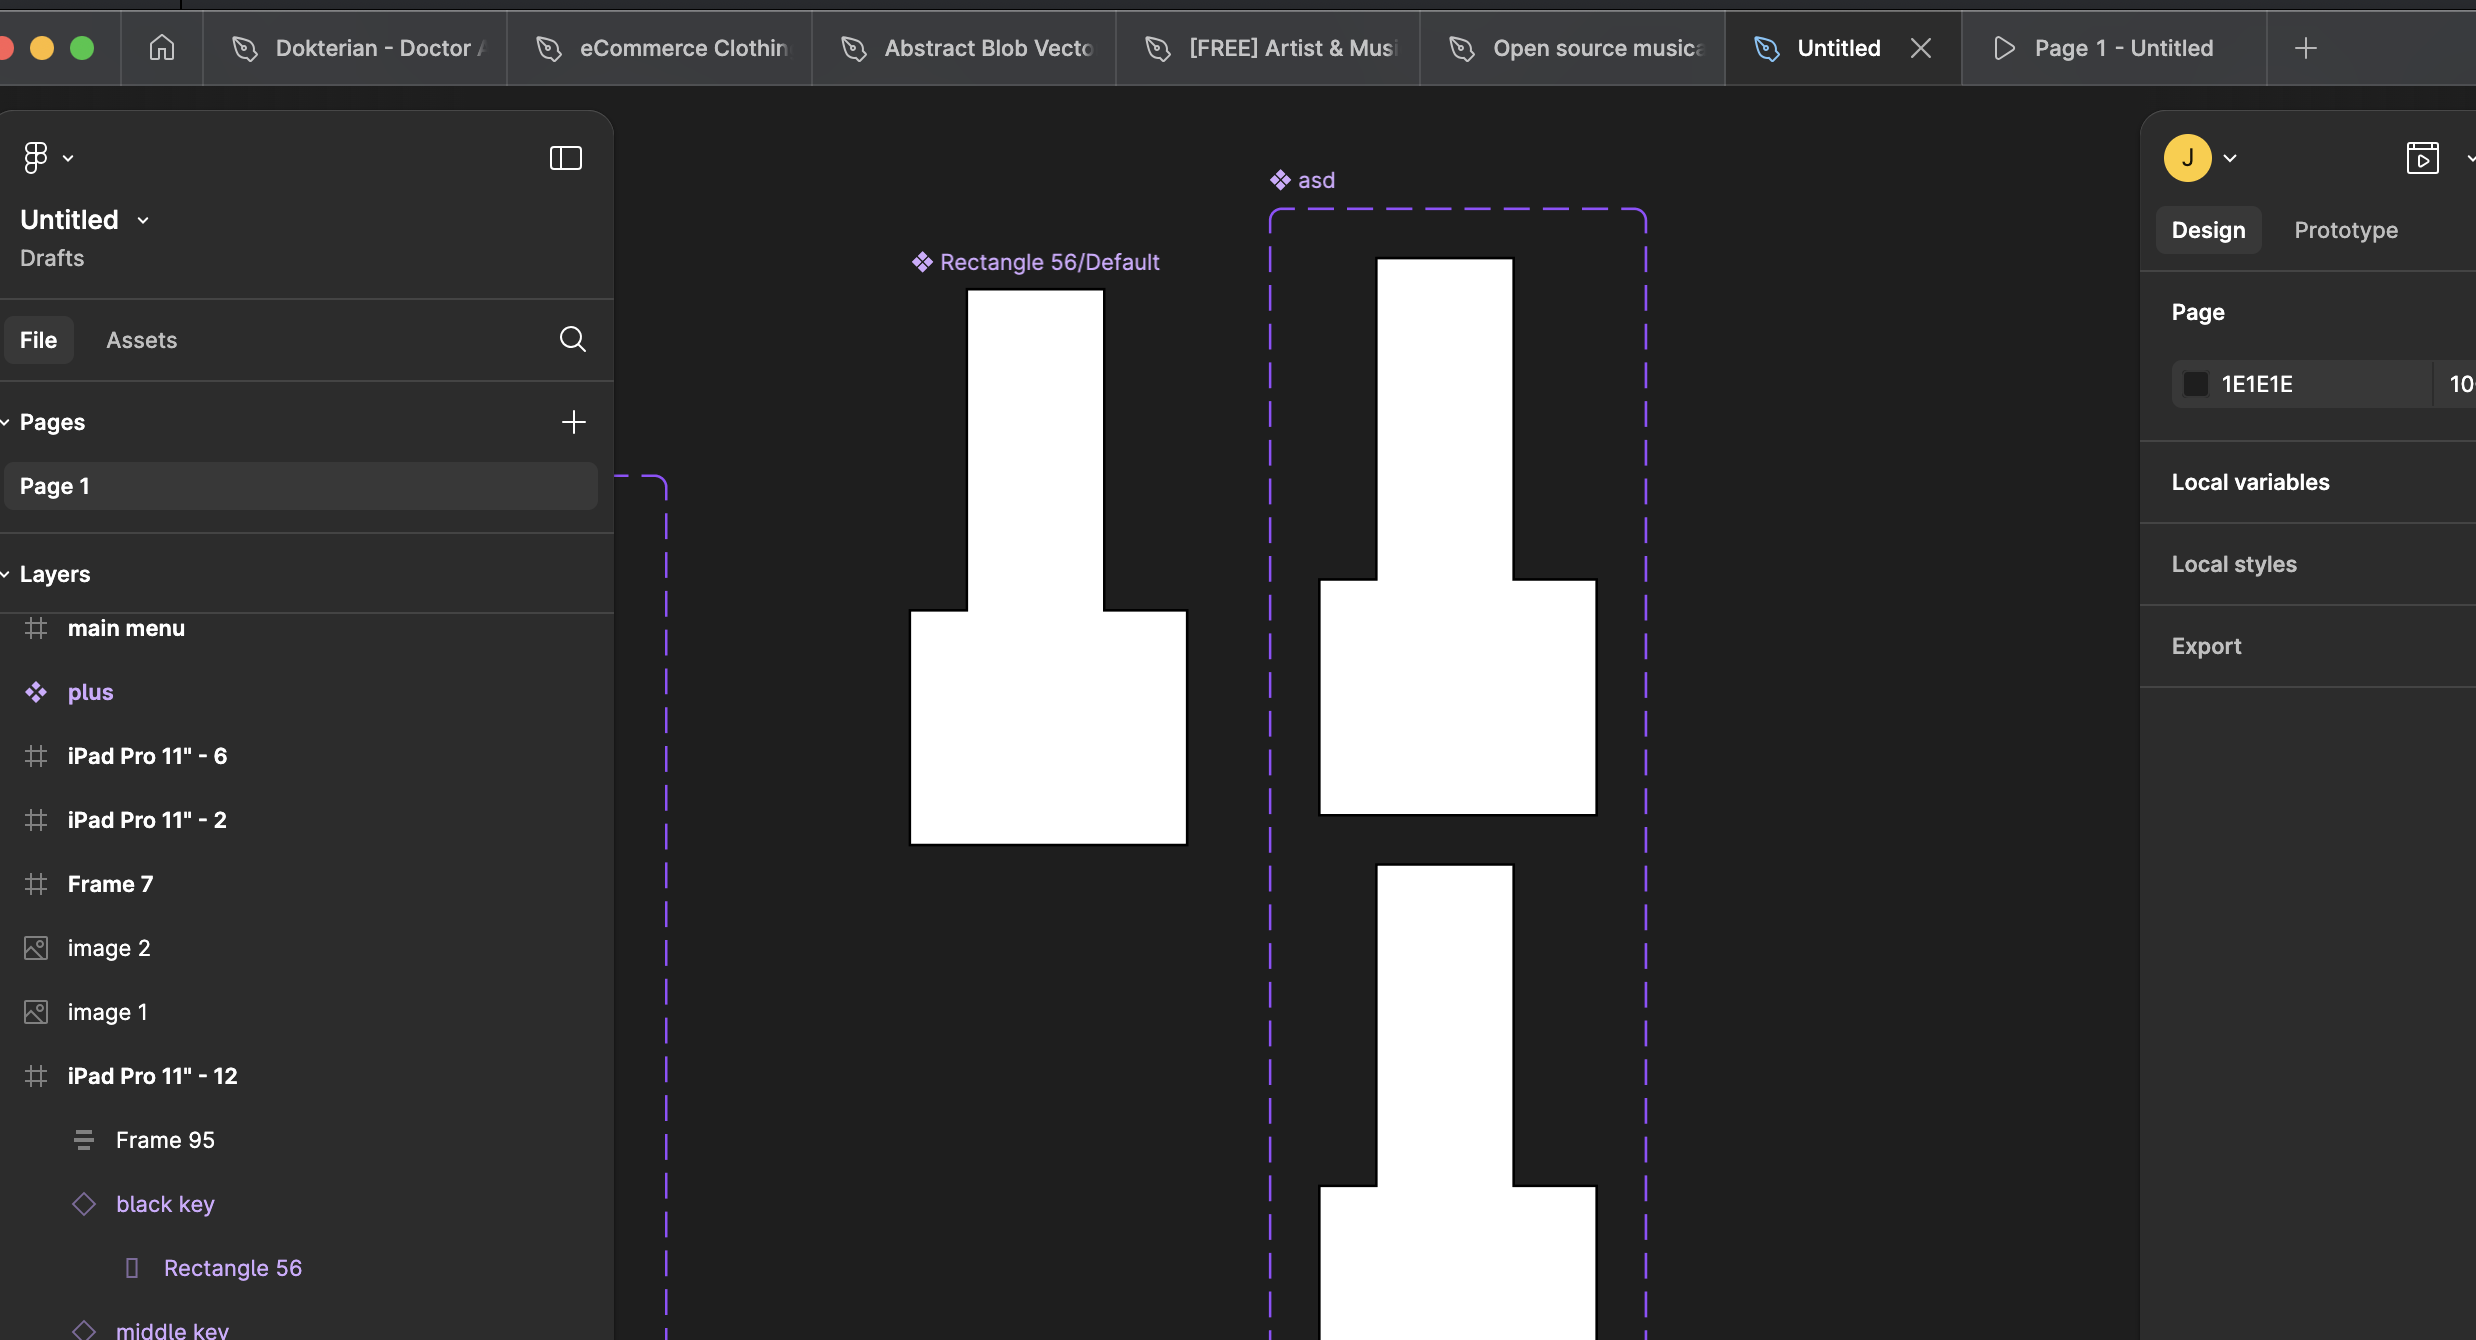 Dokterian - Doctor A
eCommerce Clothin
Abstract Blob Vecto
[FREE] Artist & Musi
Open source musica
Untitled
Page 1 - Untitled
Untitled
Drafts
File
Assets
Pages
Page 1
Layers
main menu
plus
iPad Pro 11" - 6
iPad Pro 11" - 2
Frame 7
image 2
image 1
iPad Pro 11" - 12
Frame 95
black key
Rectangle 56
middle key
Rectangle 56/Default
asd
J
Design
Prototype
Page
1E1E1E
10
Local variables
Local styles
Export